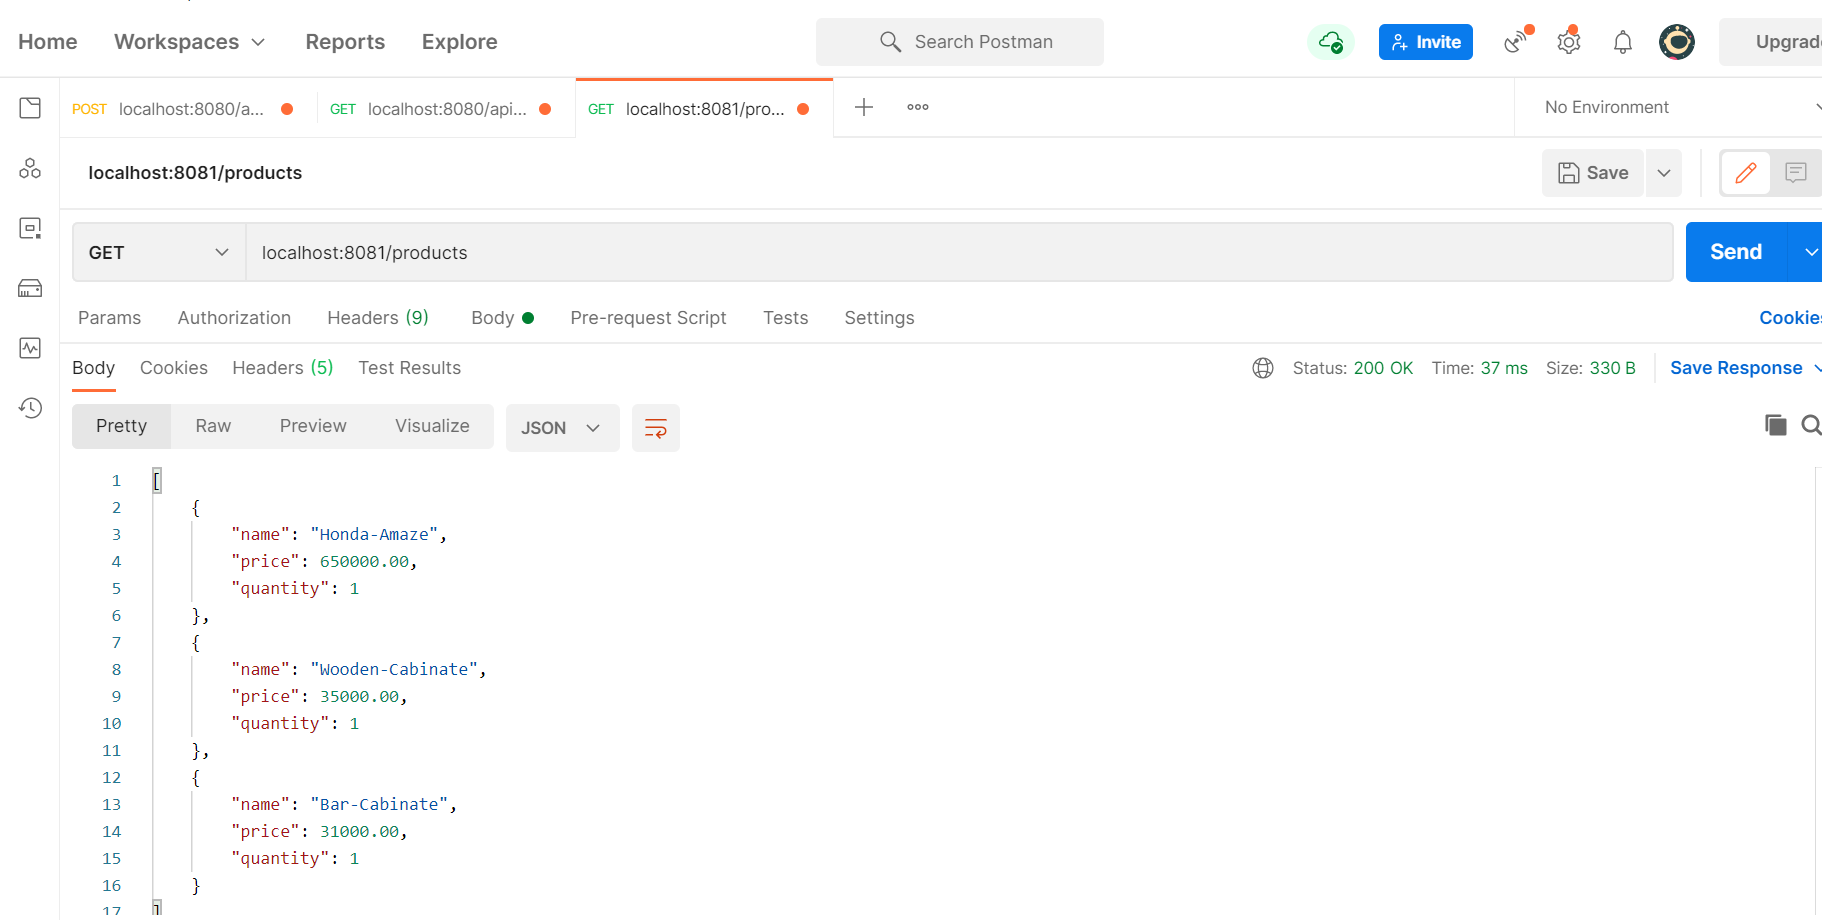 Home Workspaces Reports Explore Search Postman Invite Upgrad
POST localhost:8080/a... GET localhost:8080/api... GET localhost:8081/pro... No Environment
localhost:8081/products Save
GET localhost:8081/products Send
Params Authorization Headers (9) Body Pre-request Script Tests Settings Cookies
Body Cookies Headers (5) Test Results Status: 200 OK Time: 37 ms Size: 330 B Save Response
Pretty Raw Preview Visualize JSON
1 [
2 {
3 "name": "Honda-Amaze",
4 "price": 650000.00,
5 "quantity": 1
6 },
7 {
8 "name": "Wooden-Cabinate",
9 "price": 35000.00,
10 "quantity": 1
11 },
12 {
13 "name": "Bar-Cabinate",
14 "price": 31000.00,
15 "quantity": 1
16 }
17 ]